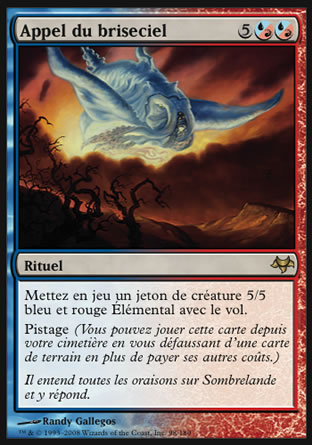 Appel du briseciel 5
Rituel
Mettez en jeu un jeton de créature 5/5
bleu et rouge Élémental avec le vol.
Pistage (Vous pouvez jouer cette carte depuis
votre cimetière en vous défaussant d'une carte
de terrain en plus de payer ses autres coûts.)
Il entend toutes les oraisons sur Sombrelande
et y répond.
Randy Gallegos
™ & © 1993-2008 Wizards of the Coast, Inc. 98/180